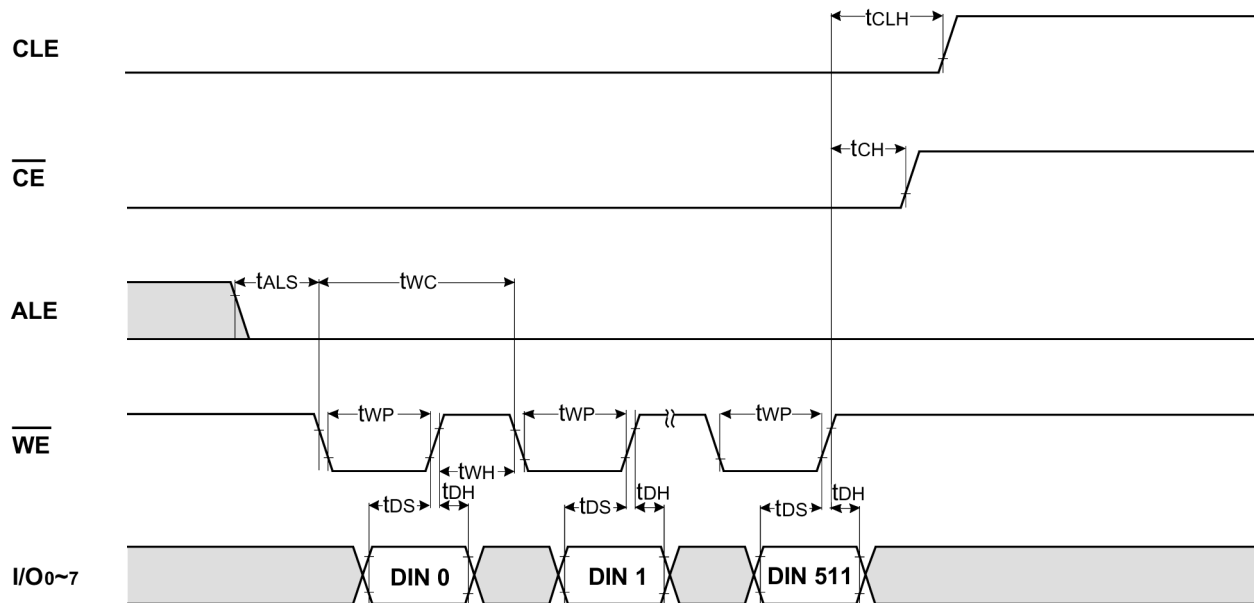 CLE
tCLH
CE
tCH
ALE
tALS
tWC
WE
tWP
tWP
tWP
tWH
tDS
tDH
tDS
tDH
tDS
tDH
I/O0~7
DIN 0
DIN 1
DIN 511